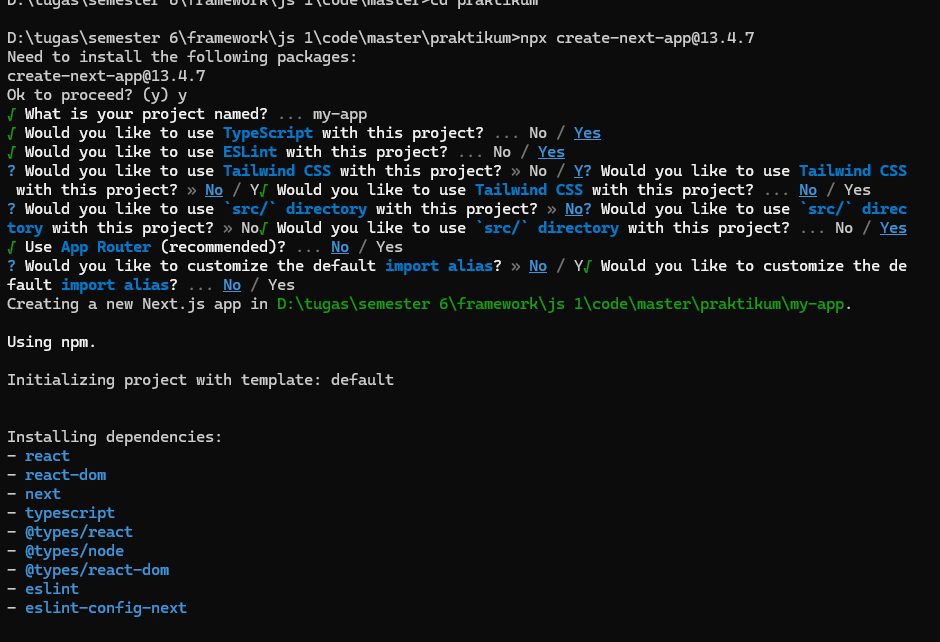 D:\tugas\semester 6\framework\js 1\code\master>cd praktikum
D:\tugas\semester 6\framework\js 1\code\master\praktikum>npx create-next-app@13.4.7
Need to install the following packages:
create-next-app@13.4.7
Ok to proceed? (y) y
√ What is your project named? ... my-app
√ Would you like to use TypeScript with this project? ... No / Yes
√ Would you like to use ESLint with this project? ... No / Yes
? Would you like to use Tailwind CSS with this project? » No / Y? Would you like to use Tailwind CSS
with this project? » No / Y√ Would you like to use Tailwind CSS with this project? ... No / Yes
? Would you like to use `src/` directory with this project? » No? Would you like to use `src/` direc
tory with this project? » No√ Would you like to use `src/` directory with this project? ... No / Yes
√ Use App Router (recommended)? ... No / Yes
? Would you like to customize the default import alias? » No / Y√ Would you like to customize the de
fault import alias? ... No / Yes
Creating a new Next.js app in D:\tugas\semester 6\framework\js 1\code\master\praktikum\my-app.
Using npm.
Initializing project with template: default
Installing dependencies:
- react
- react-dom
- next
- typescript
- @types/react
- @types/node
- @types/react-dom
- eslint
- eslint-config-next